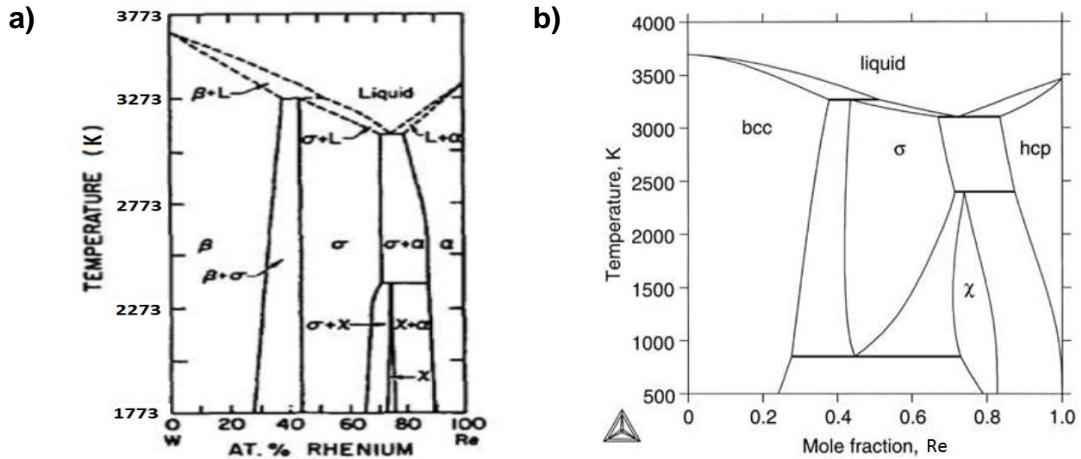 a)
3773
3273
2773
2273
1773
TEMPERATURE (K)
β+L
Liquid
σ+L
L+α
β
σ
σ+α
α
β+σ
σ+χ
χ+α
χ
0
20
40
60
80
100
W
AT. % RHENIUM
Re
b)
4000
3500
3000
2500
2000
1500
1000
500
Temperature, K
liquid
bcc
σ
hcp
χ
0
0.2
0.4
0.6
0.8
1.0
Mole fraction, Re